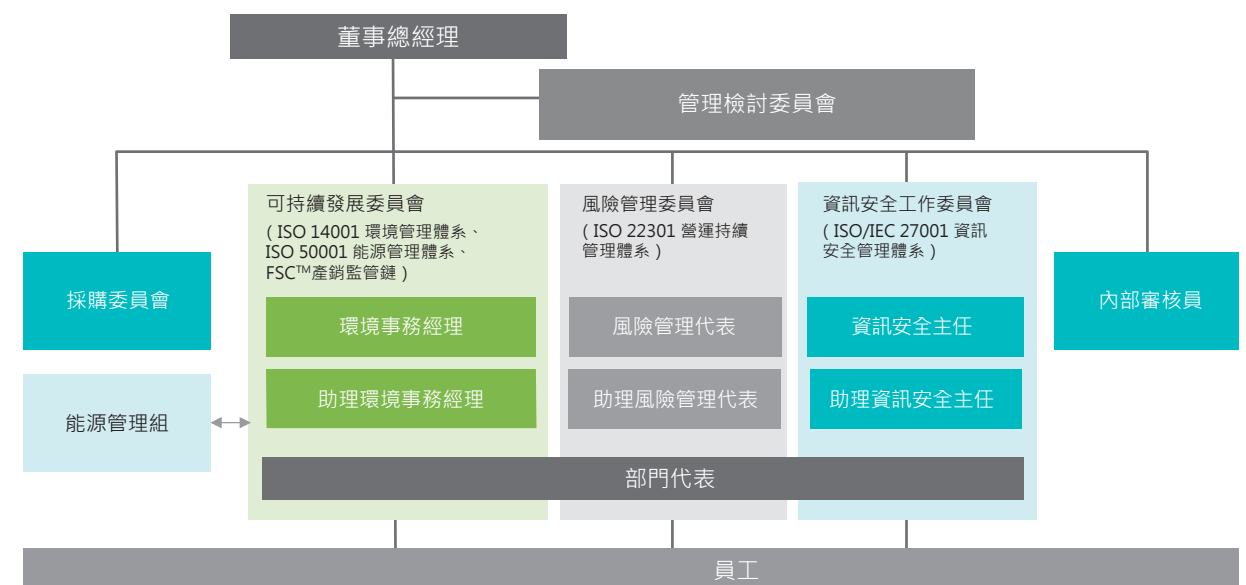 董事總經理
管理檢討委員會
可持續發展委員會
( ISO 14001 環境管理體系、
ISO 50001 能源管理體系、
FSC™產銷監管鏈 )
風險管理委員會
( ISO 22301 營運持續
管理體系 )
資訊安全工作委員會
( ISO/IEC 27001 資訊
安全管理體系 )
採購委員會
環境事務經理
風險管理代表
資訊安全主任
內部審核員
能源管理組
助理環境事務經理
助理風險管理代表
助理資訊安全主任
部門代表
員工